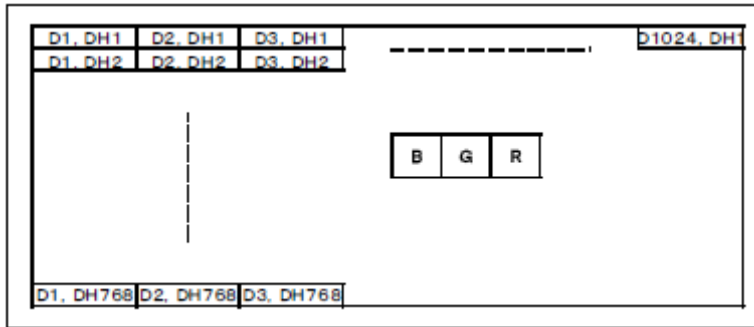 D1, DH1 D2, DH1 D3, DH1 D1024, DH1
D1, DH2 D2, DH2 D3, DH2
B G R
D1, DH768 D2, DH768 D3, DH768